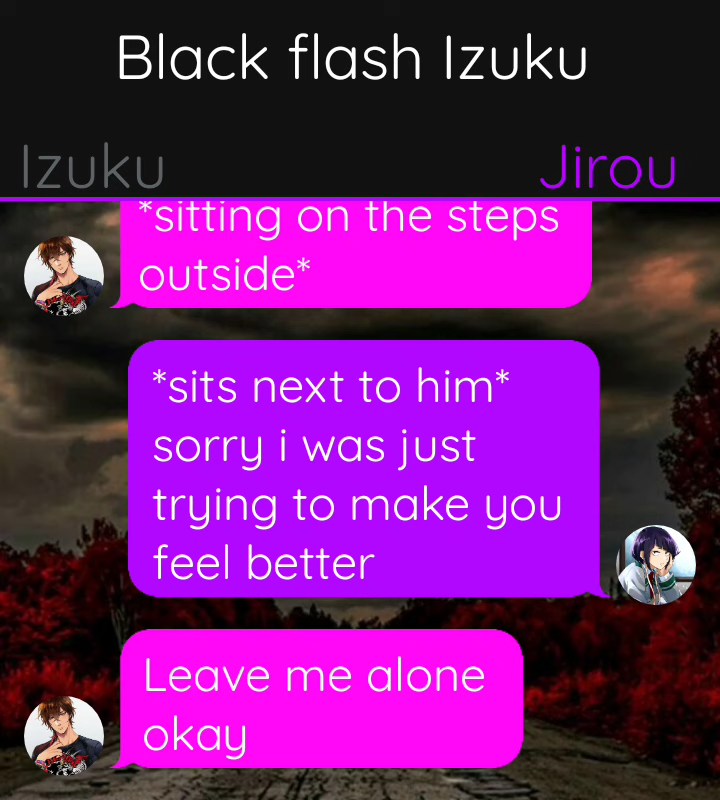 Black flash Izuku
Izuku Jirou
*sitting on the steps
outside*
*sits next to him*
sorry i was just
trying to make you
feel better
Leave me alone
okay